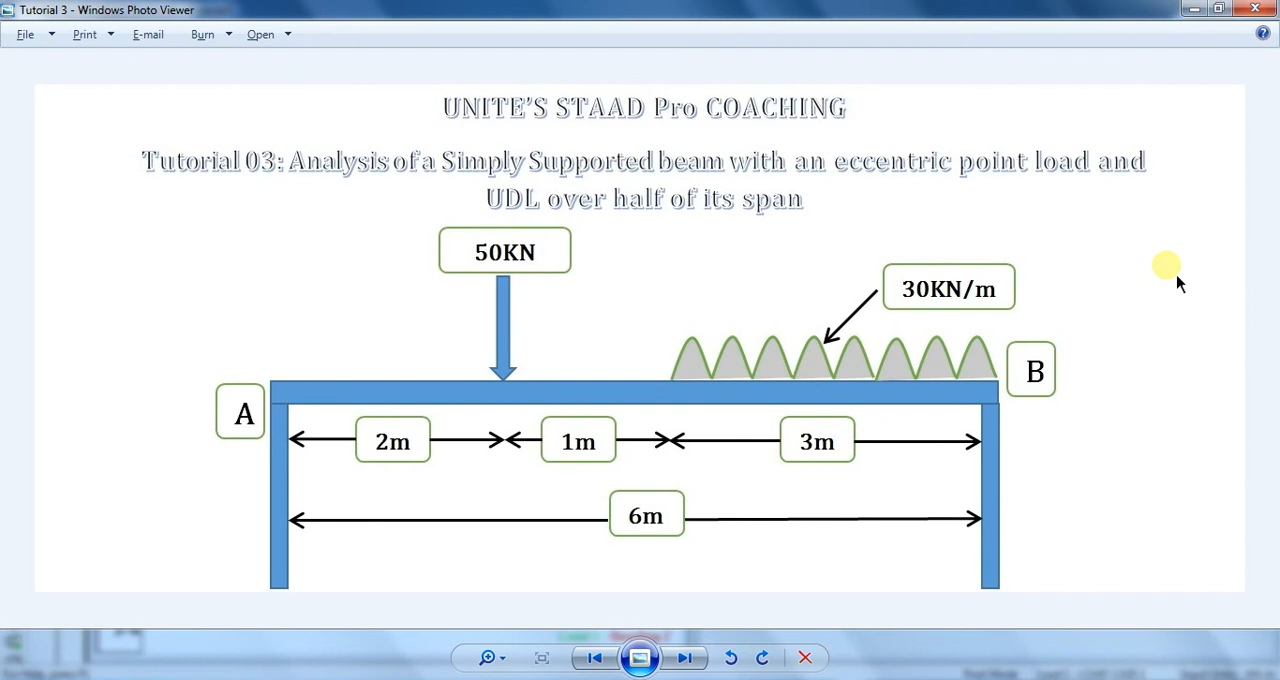 Tutorial 3 - Windows Photo Viewer
File Print E-mail Burn Open
UNITE'S STAAD Pro COACHING
Tutorial 03: Analysis of a Simply Supported beam with an eccentric point load and
UDL over half of its span
50KN
30KN/m
B
A
2m 1m 3m
6m